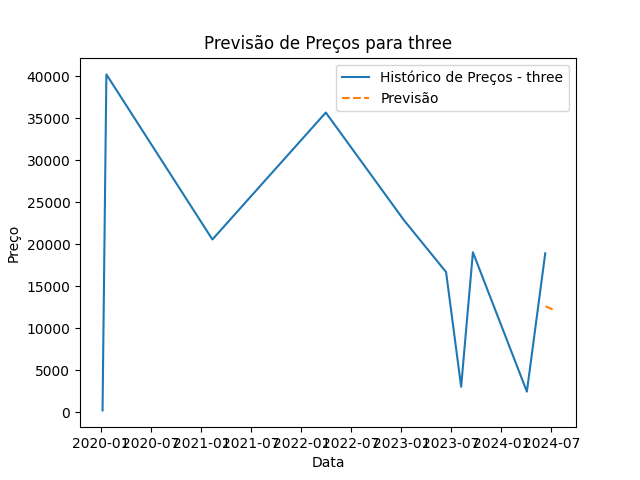 Previsão de Preços para three
Histórico de Preços - three
Previsão
40000
35000
30000
25000
20000
15000
10000
5000
0
Preço
2020-01 2020-07 2021-01 2021-07 2022-01 2022-07 2023-01 2023-07 2024-01 2024-07
Data